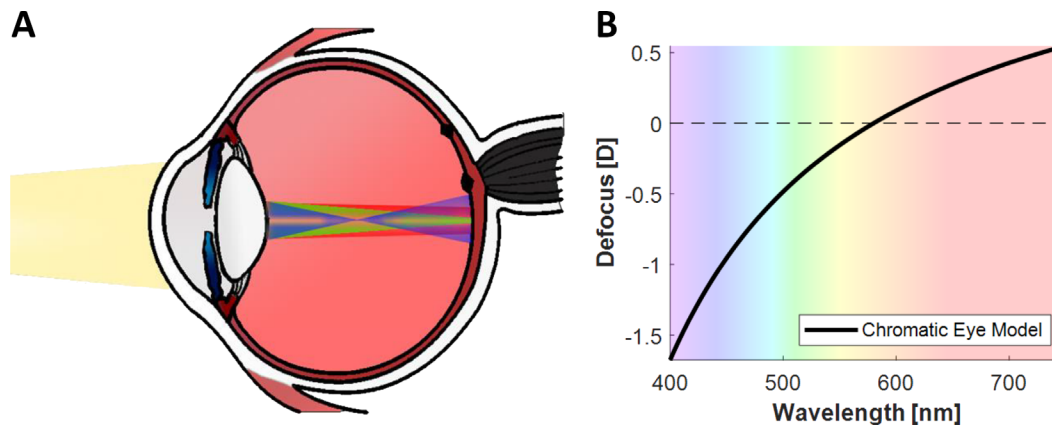 A
B
0.5
0
-0.5
-1
-1.5
Defocus [D]
Chromatic Eye Model
400
500
600
700
Wavelength [nm]